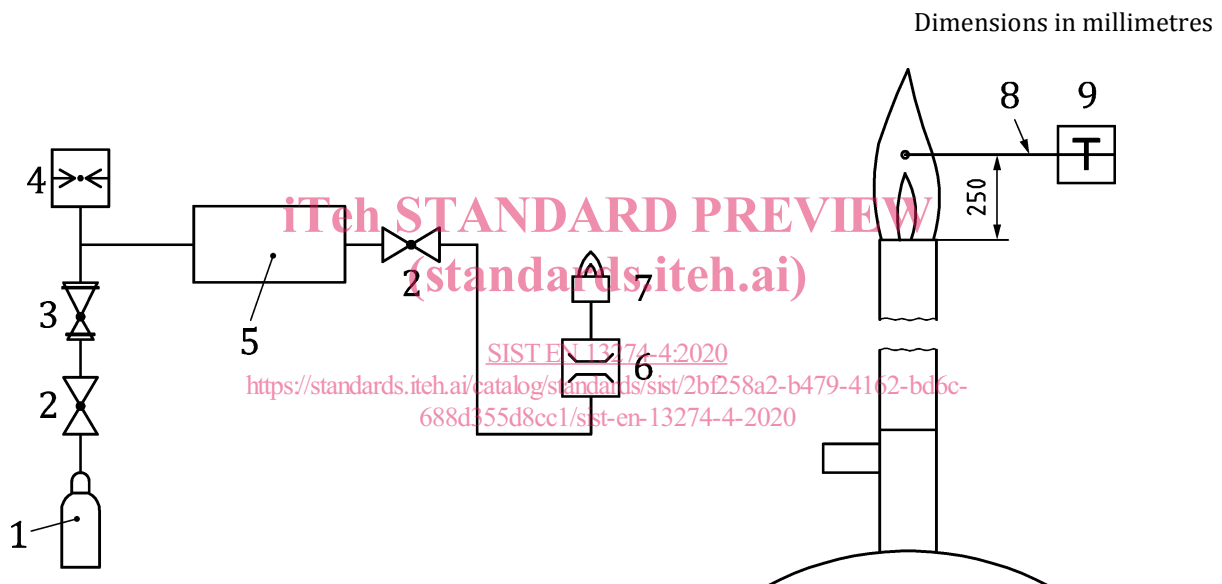 Dimensions in millimetres
8
9
T
4
250
iTeh STANDARD PREVIEW
(standards.iteh.ai)
2
7
3
5
SIST EN 13274-4:2020
6
https://standards.iteh.ai/catalog/standards/sist/2bf258a2-b479-4162-bd6c-
2
688d355d8cc1/sist-en-13274-4-2020
1